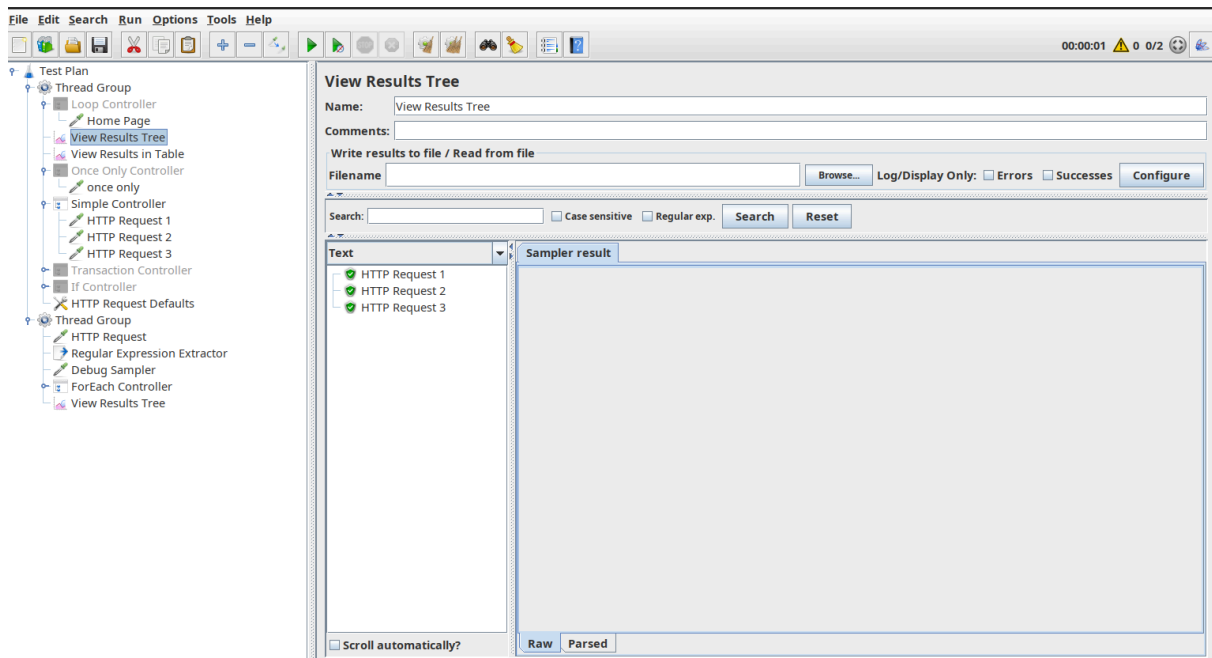 File Edit Search Run Options Tools Help
00:00:01 0 0/2
Test Plan
Thread Group
Loop Controller
Home Page
View Results Tree
View Results in Table
Once Only Controller
once only
Simple Controller
HTTP Request 1
HTTP Request 2
HTTP Request 3
Transaction Controller
If Controller
HTTP Request Defaults
Thread Group
HTTP Request
Regular Expression Extractor
Debug Sampler
ForEach Controller
View Results Tree
View Results Tree
Name: View Results Tree
Comments:
Write results to file / Read from file
Filename Browse... Log/Display Only: Errors Successes Configure
Search: Case sensitive Regular exp. Search Reset
Text
HTTP Request 1
HTTP Request 2
HTTP Request 3
Scroll automatically?
Sampler result
Raw Parsed